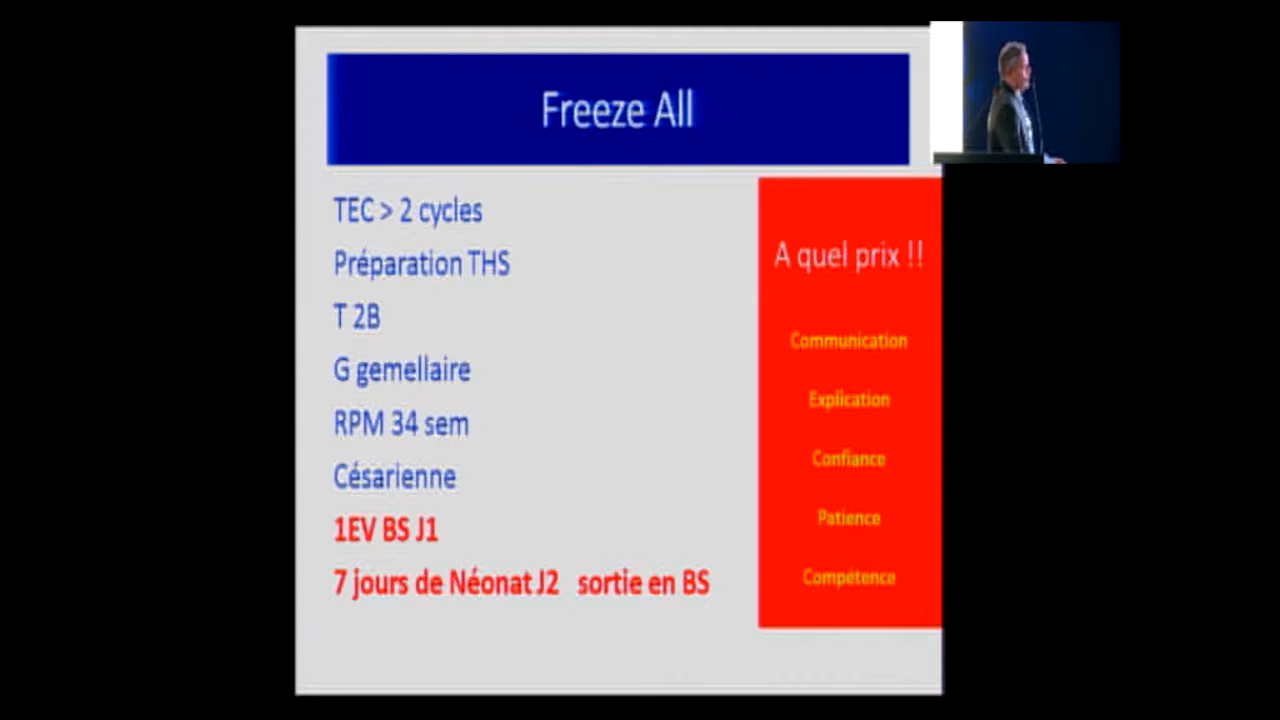 Freeze All
TEC > 2 cycles
Préparation THS
T 2B
G gemellaire
RPM 34 sem
Césarienne
1EV BS J1
7 jours de Néonat J2 sortie en BS
A quel prix !!
Communication
Explication
Confiance
Patience
Compétence